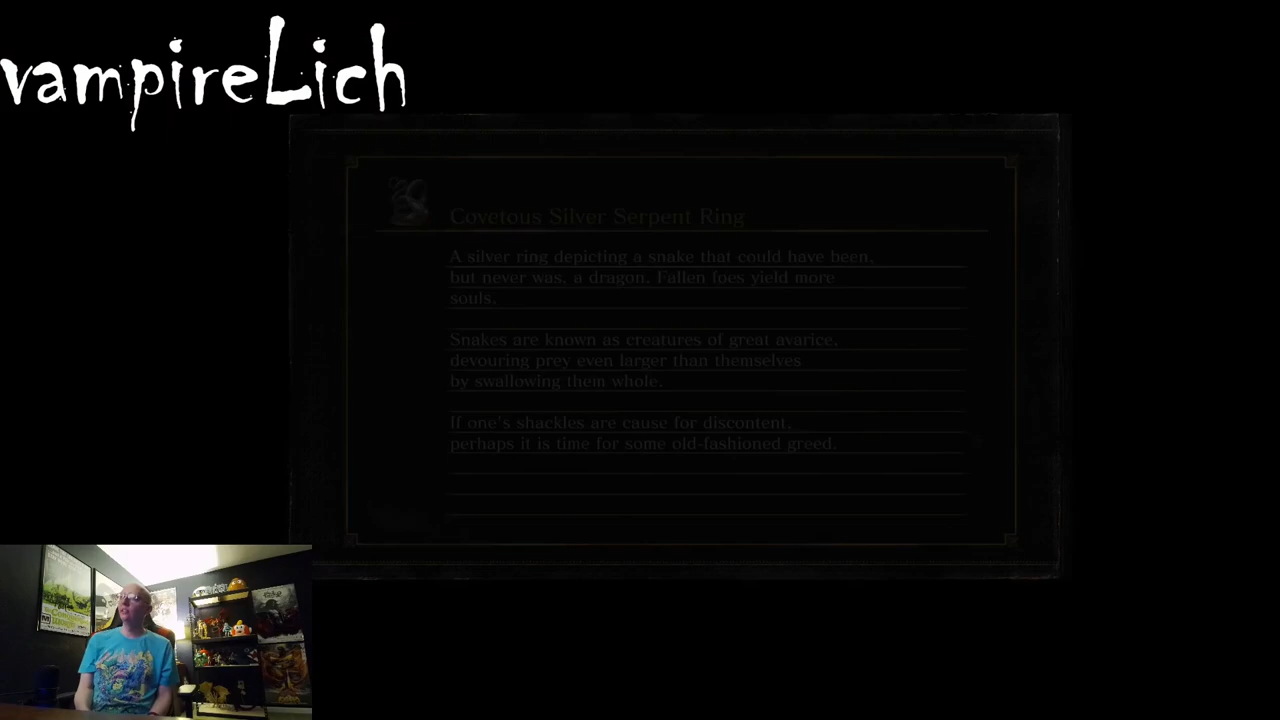 vampireLich
Covetous Silver Serpent Ring
A silver ring depicting a snake that could have been,
but never was, a dragon. Fallen foes yield more
souls.
Snakes are known as creatures of great avarice,
devouring prey even larger than themselves
by swallowing them whole.
If one's shackles are cause for discontent,
perhaps it is time for some old-fashioned greed.